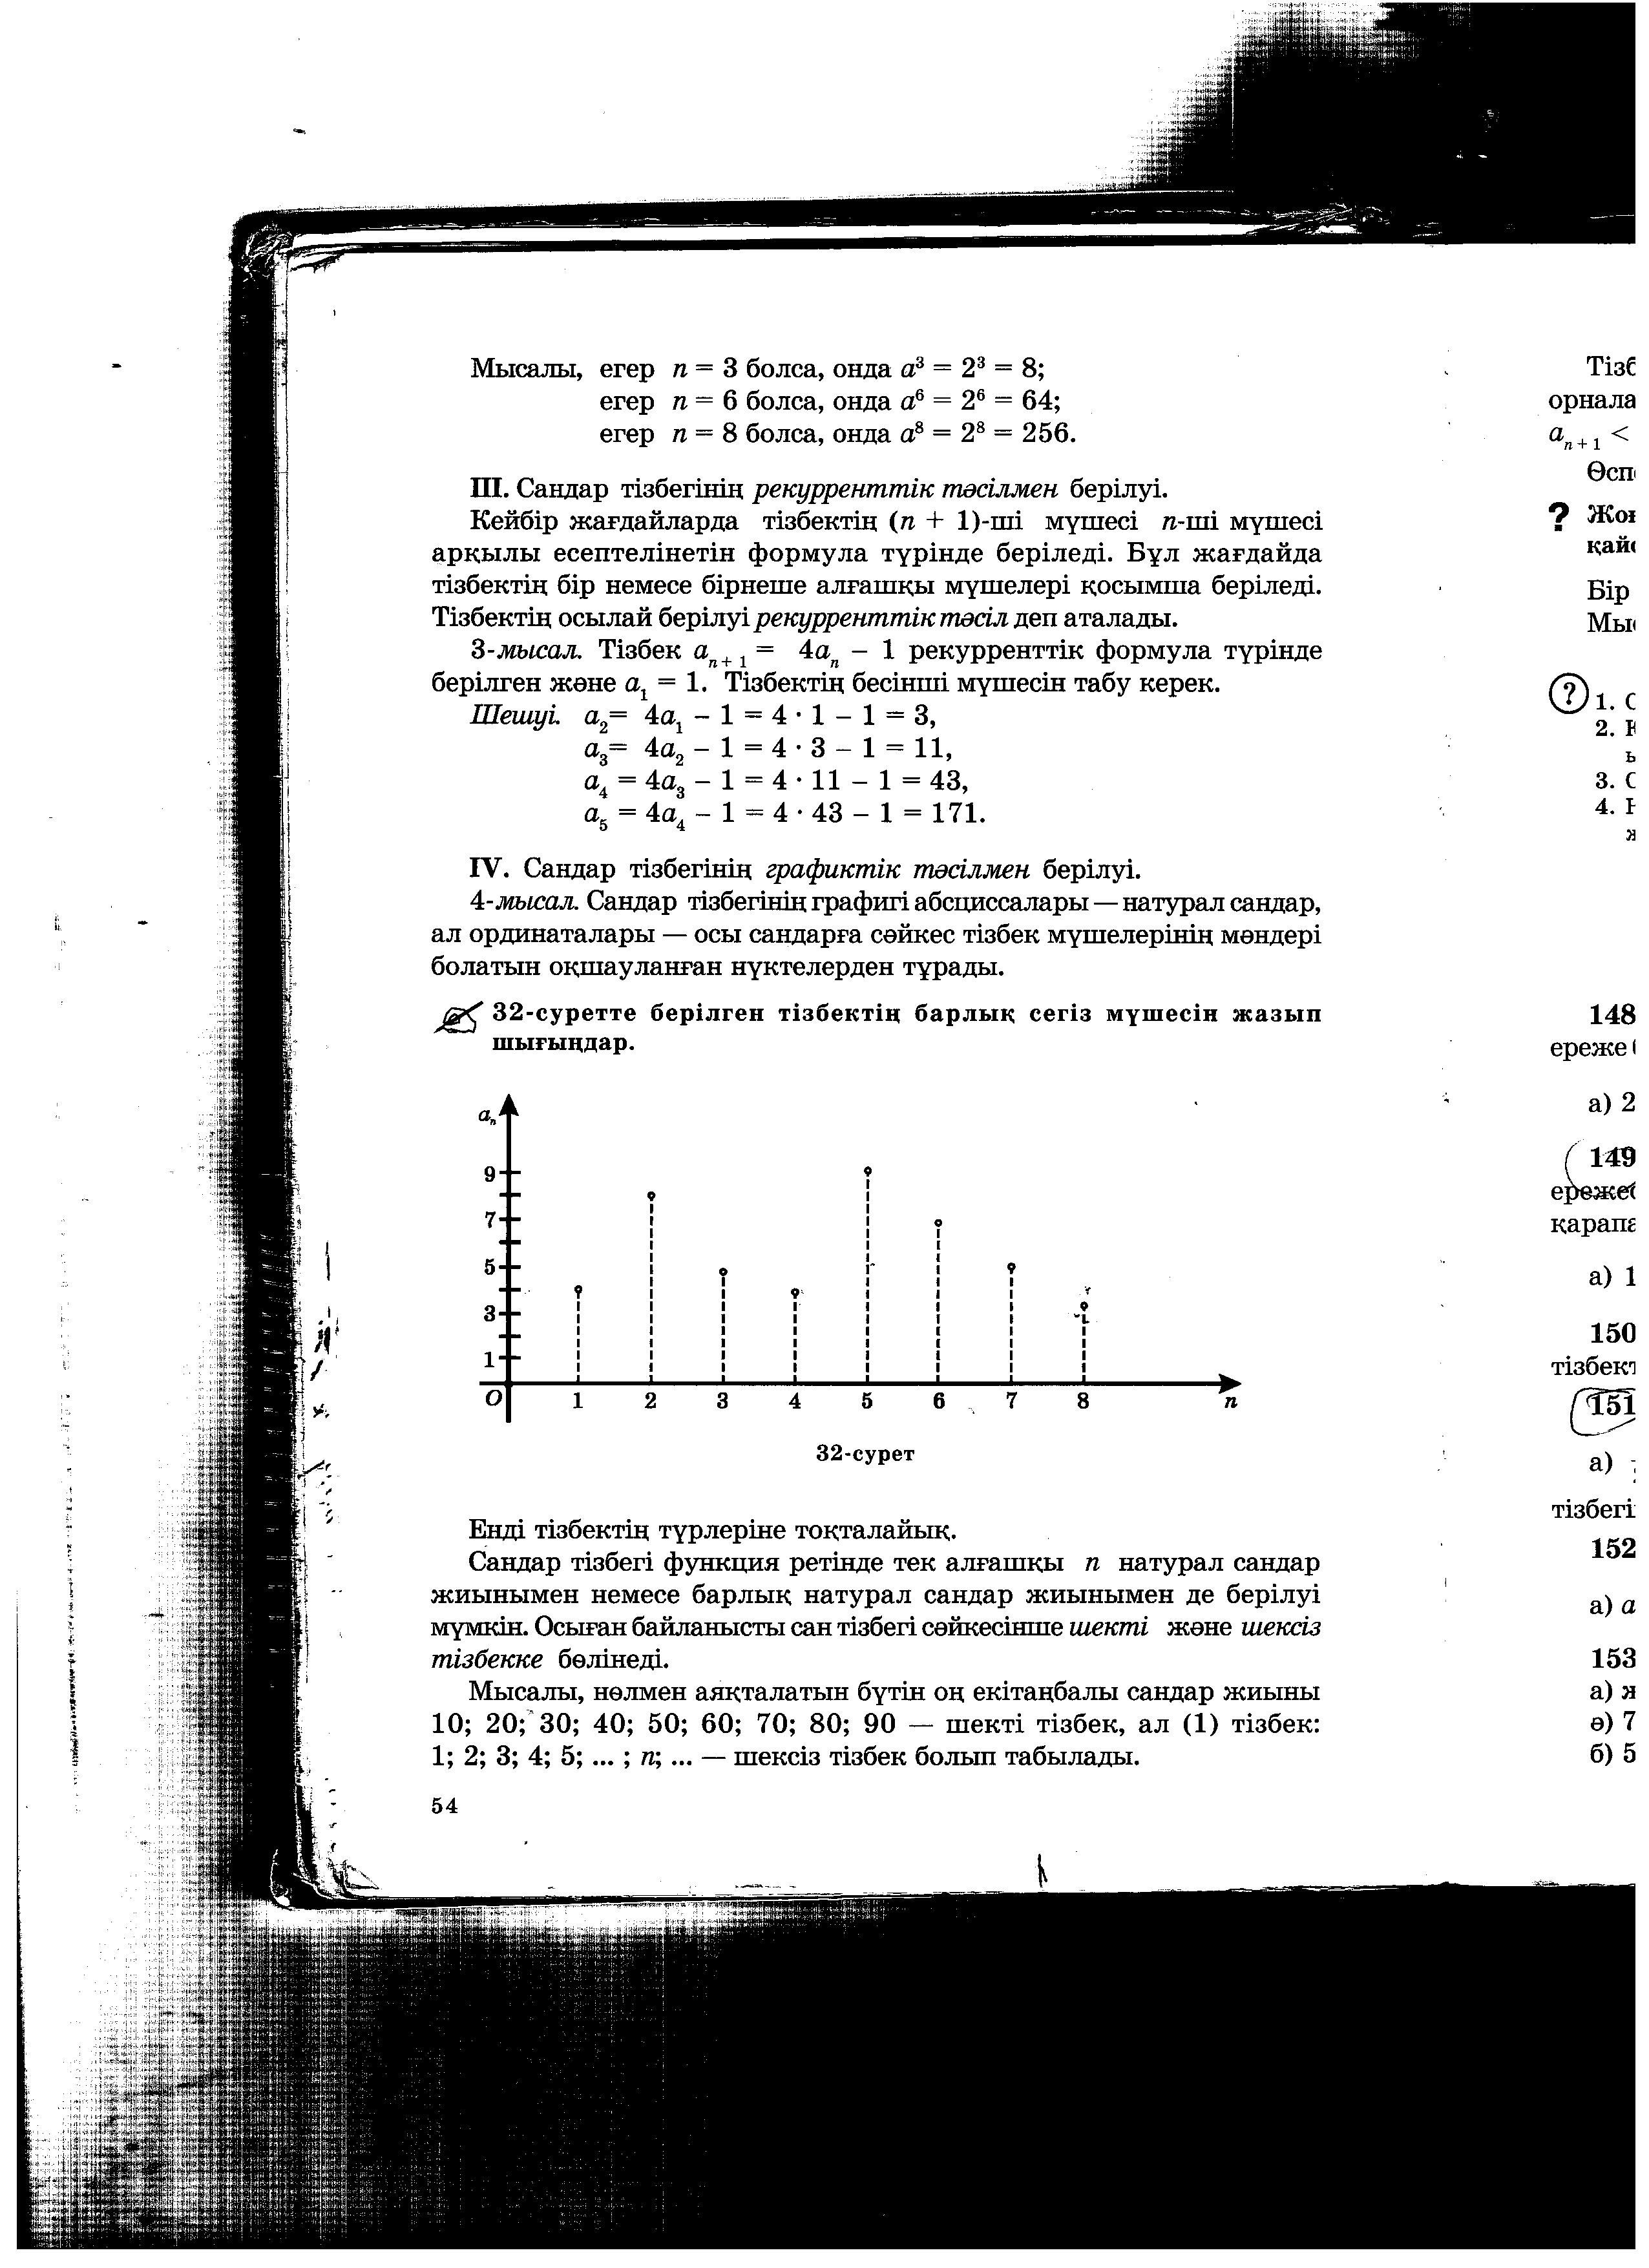 Мысалы, егер n = 3 болса, онда a³ = 2³ = 8;
егер n = 6 болса, онда a⁶ = 2⁶ = 64;
егер n = 8 болса, онда a⁸ = 2⁸ = 256.
III. Сандар тізбегінің рекурренттік тәсілмен берілуі.
Кейбір жағдайларда тізбектің (n + 1)-ші мүшесі n-ші мүшесі
арқылы есептелінетін формула түрінде беріледі. Бұл жағдайда
тізбектің бір немесе бірнеше алғашқы мүшелері қосымша беріледі.
Тізбектің осылай берілуі рекурренттік тәсіл деп аталады.
3-мысал. Тізбек aₙ₊₁ = 4aₙ – 1 рекурренттік формула түрінде
берілген және a₁ = 1. Тізбектің бесінші мүшесін табу керек.
Шешуі. a₂= 4a₁ – 1 = 4 · 1 – 1 = 3,
a₃= 4a₂ – 1 = 4 · 3 – 1 = 11,
a₄ = 4a₃ – 1 = 4 · 11 – 1 = 43,
a₅ = 4a₄ – 1 = 4 · 43 – 1 = 171.
IV. Сандар тізбегінің графиктік тәсілмен берілуі.
4-мысал. Сандар тізбегінің графигі абсциссалары — натурал сандар,
ал ординаталары — осы сандарға сәйкес тізбек мүшелерінің мәндері
болатын оқшауланған нүктелерден тұрады.
32-суретте берілген тізбектің барлық сегіз мүшесін жазып
шығыңдар.
aₙ
9
7
5
3
1
O 1 2 3 4 5 6 7 8 n
32-сурет
Енді тізбектің түрлеріне тоқталайық.
Сандар тізбегі функция ретінде тек алғашқы n натурал сандар
жиынымен немесе барлық натурал сандар жиынымен де берілуі
мүмкін. Осыған байланысты сан тізбегі сәйкесінше шекті және шексіз
тізбекке бөлінеді.
Мысалы, нөлмен аяқталатын бүтін оң екітаңбалы сандар жиыны
10; 20; 30; 40; 50; 60; 70; 80; 90 — шекті тізбек, ал (1) тізбек:
1; 2; 3; 4; 5; ... ; n; ... — шексіз тізбек болып табылады.
54
aₙ₊₁ <
?
Бір
?
1.
2.
3.
4.
148
ереже
а) 2
149
а) 1
150
151
а)
152
а) a
153
а)
ә) 7
б) 5